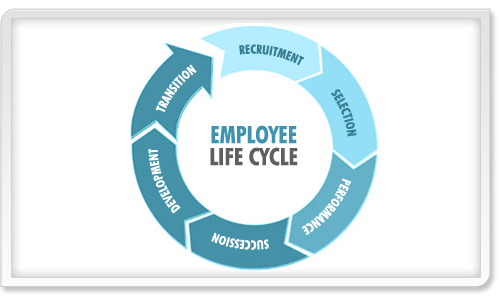 RECRUITMENT
SELECTION
PERFORMANCE
SUCCESSION
DEVELOPMENT
TRANSITION
EMPLOYEE
LIFE CYCLE